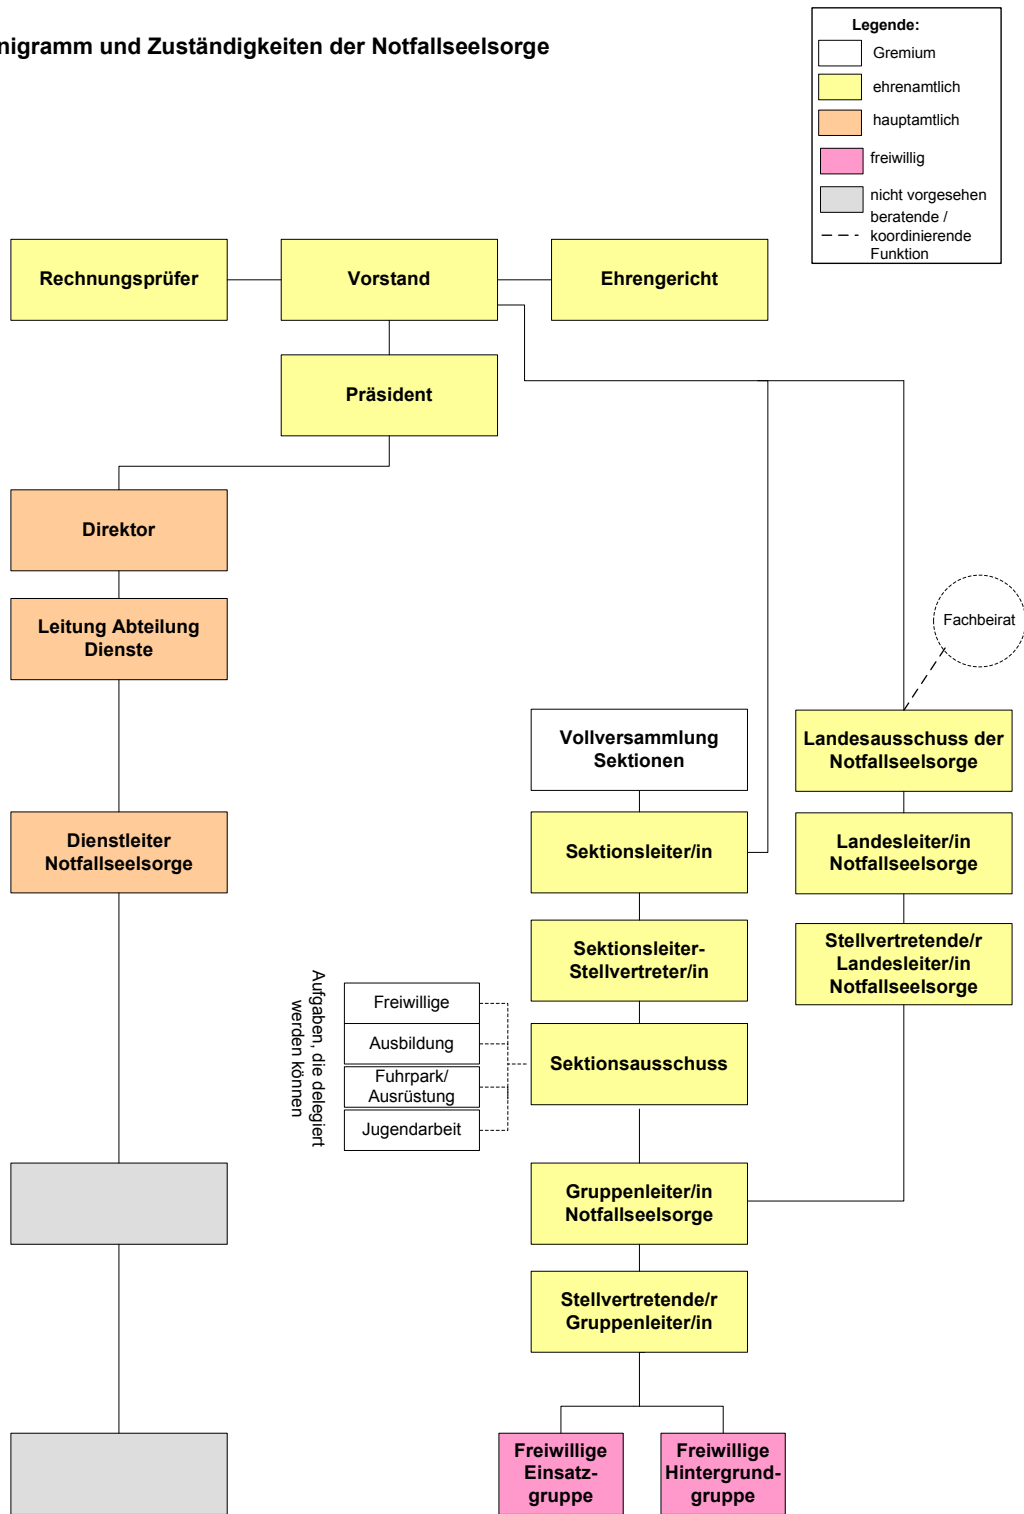 nigramm und Zuständigkeiten der Notfallseelsorge
Legende:
Gremium
ehrenamtlich
hauptamtlich
freiwillig
nicht vorgesehen
beratende /
koordinierende
Funktion
Rechnungsprüfer
Vorstand
Ehrengericht
Präsident
Direktor
Leitung Abteilung
Dienste
Fachbeirat
Vollversammlung
Sektionen
Landesausschuss der
Notfallseelsorge
Dienstleiter
Notfallseelsorge
Sektionsleiter/in
Landesleiter/in
Notfallseelsorge
Sektionsleiter-
Stellvertreter/in
Stellvertretende/r
Landesleiter/in
Notfallseelsorge
Aufgaben, die delegiert
werden können
Freiwillige
Ausbildung
Fuhrpark/
Ausrüstung
Jugendarbeit
Sektionsausschuss
Gruppenleiter/in
Notfallseelsorge
Stellvertretende/r
Gruppenleiter/in
Freiwillige
Einsatz-
gruppe
Freiwillige
Hintergrund-
gruppe